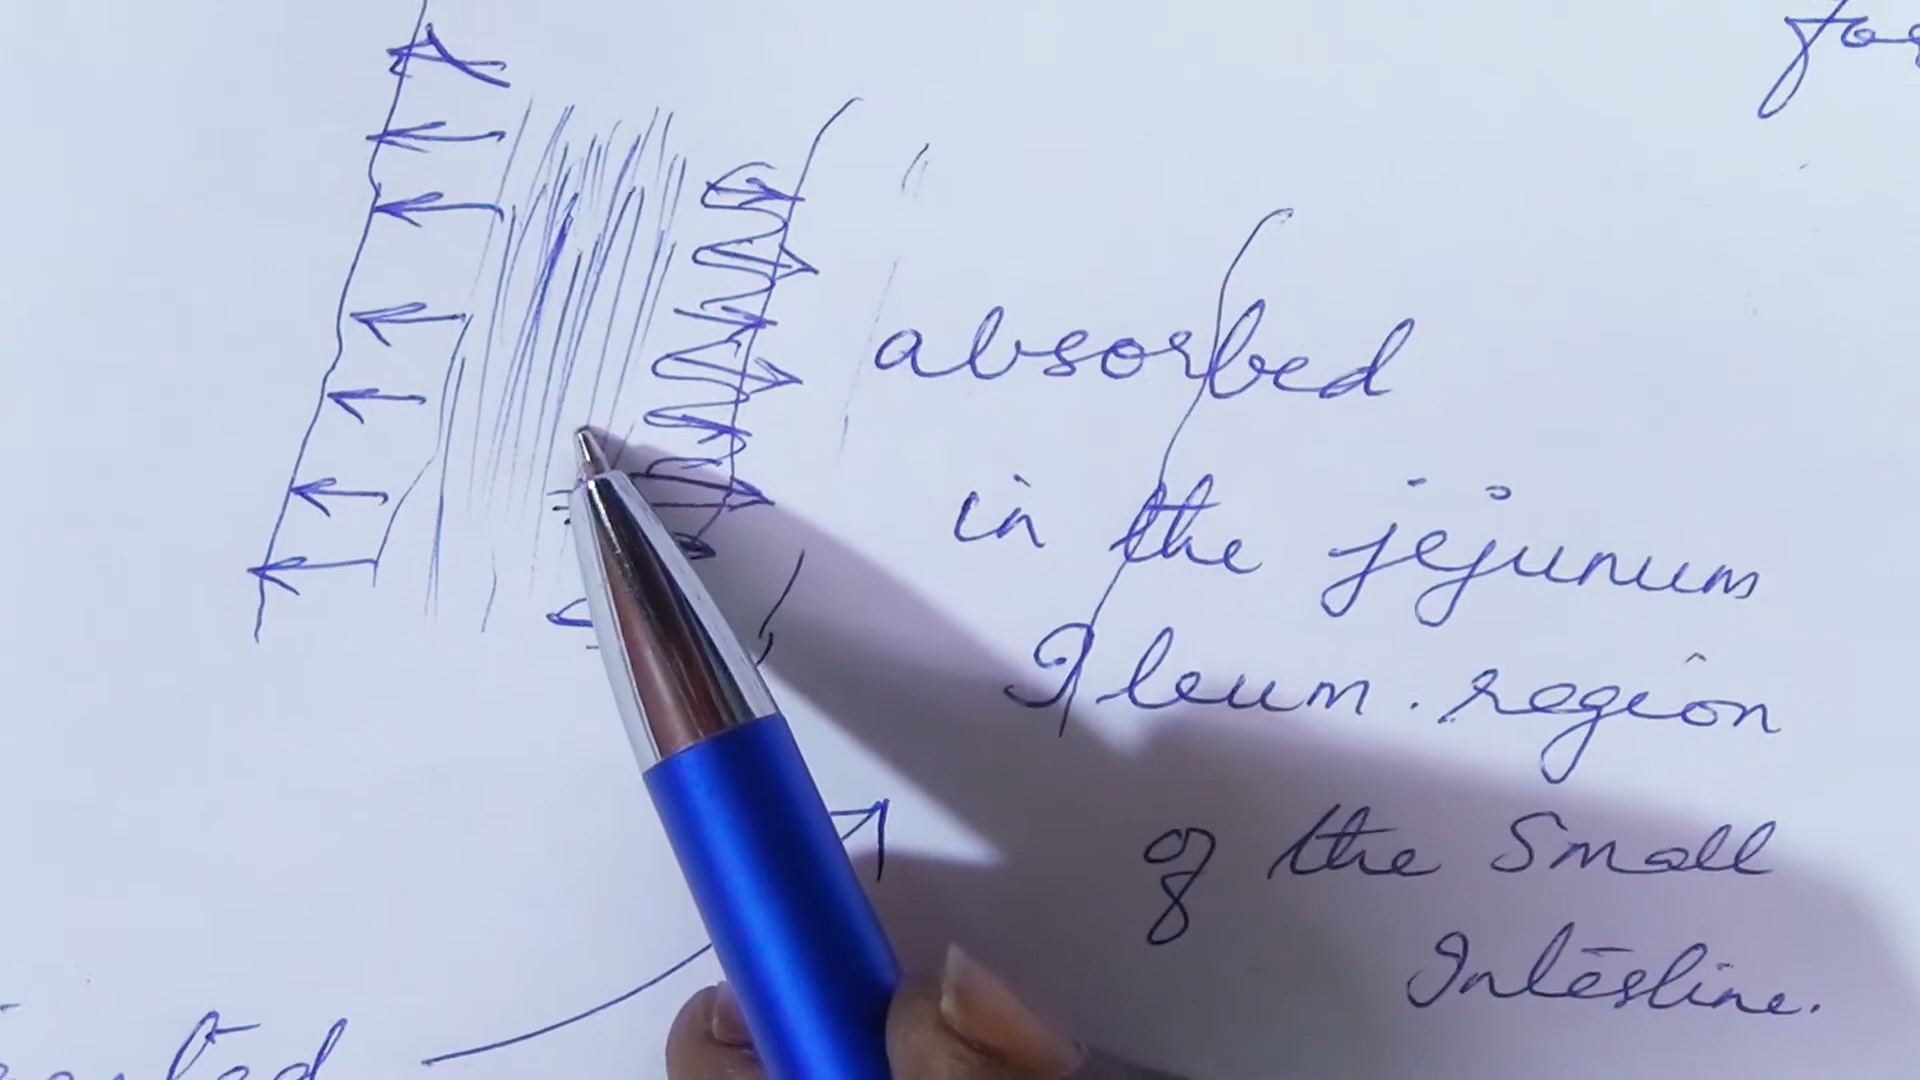 absorbed
in the jejunum
Ileum. region
of the Small
Intestine.